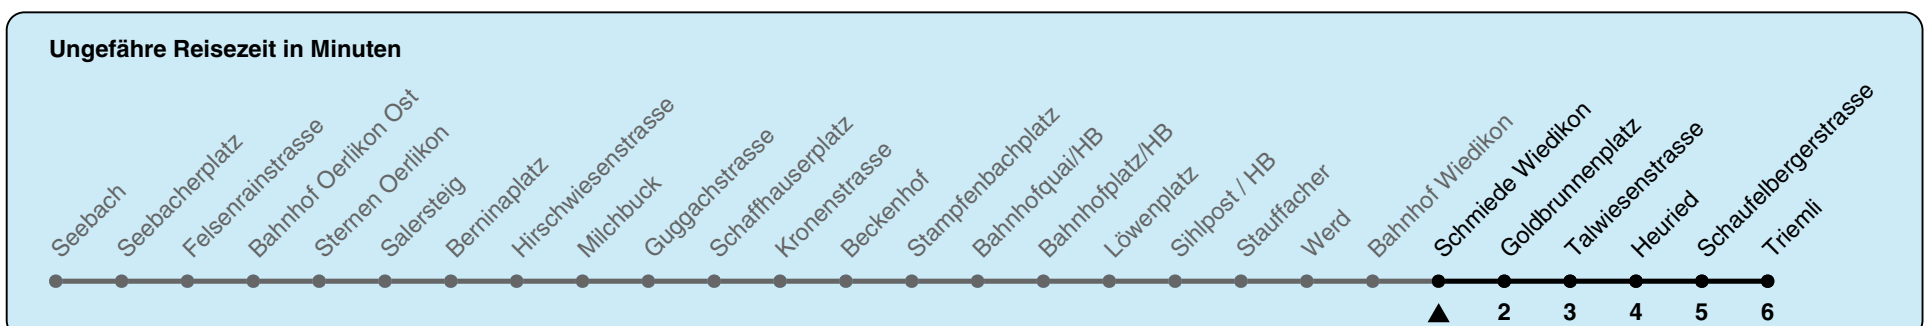 Ungefähre Reisezeit in Minuten
Seebach
Seebacherplatz
Felsenrainstrasse
Bahnhof Oerlikon Ost
Sternen Oerlikon
Salersteig
Berninaplatz
Hirschwiesenstrasse
Milchbuck
Guggachstrasse
Schaffhauserplatz
Kronenstrasse
Beckenhof
Stampfenbachplatz
Bahnhofquai/HB
Bahnhofplatz/HB
Löwenplatz
Sihlpost / HB
Stauffacher
Werd
Bahnhof Wiedikon
Schmiede Wiedikon
Goldbrunnenplatz
Talwiesenstrasse
Heuried
Schaufelbergerstrasse
Triemli
2 3 4 5 6